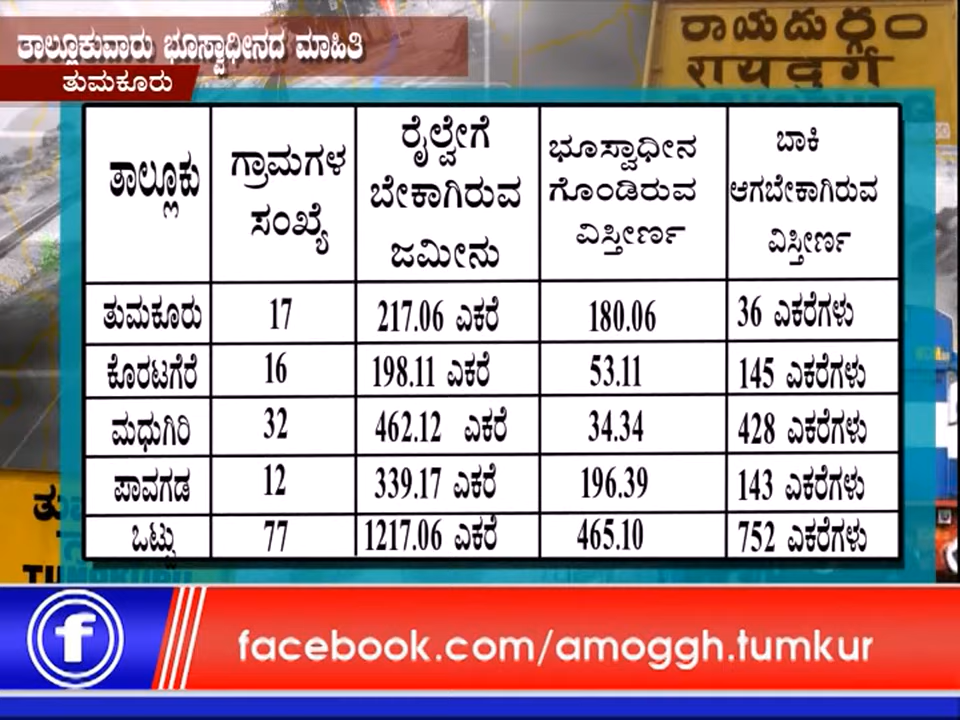 ತಾಲ್ಲೂಕುವಾರು ಭೂಸ್ವಾಧೀನದ ಮಾಹಿತಿ
ತುಮಕೂರು
ರಾಯದುರ್ಗಂ
रायदुर्ग
ತಾಲ್ಲೂಕು
ಗ್ರಾಮಗಳ
ಸಂಖ್ಯೆ
ರೈಲ್ವೇಗೆ
ಬೇಕಾಗಿರುವ
ಜಮೀನು
ಭೂಸ್ವಾಧೀನ
ಗೊಂಡಿರುವ
ವಿಸ್ತೀರ್ಣ
ಬಾಕಿ
ಆಗಬೇಕಾಗಿರುವ
ವಿಸ್ತೀರ್ಣ
ತುಮಕೂರು 17 217.06 ಎಕರೆ 180.06 36 ಎಕರೆಗಳು
ಕೊರಟಗೆರೆ 16 198.11 ಎಕರೆ 53.11 145 ಎಕರೆಗಳು
ಮಧುಗಿರಿ 32 462.12 ಎಕರೆ 34.34 428 ಎಕರೆಗಳು
ಪಾವಗಡ 12 339.17 ಎಕರೆ 196.39 143 ಎಕರೆಗಳು
ಒಟ್ಟು 77 1217.06 ಎಕರೆ 465.10 752 ಎಕರೆಗಳು
facebook.com/amoggh.tumkur